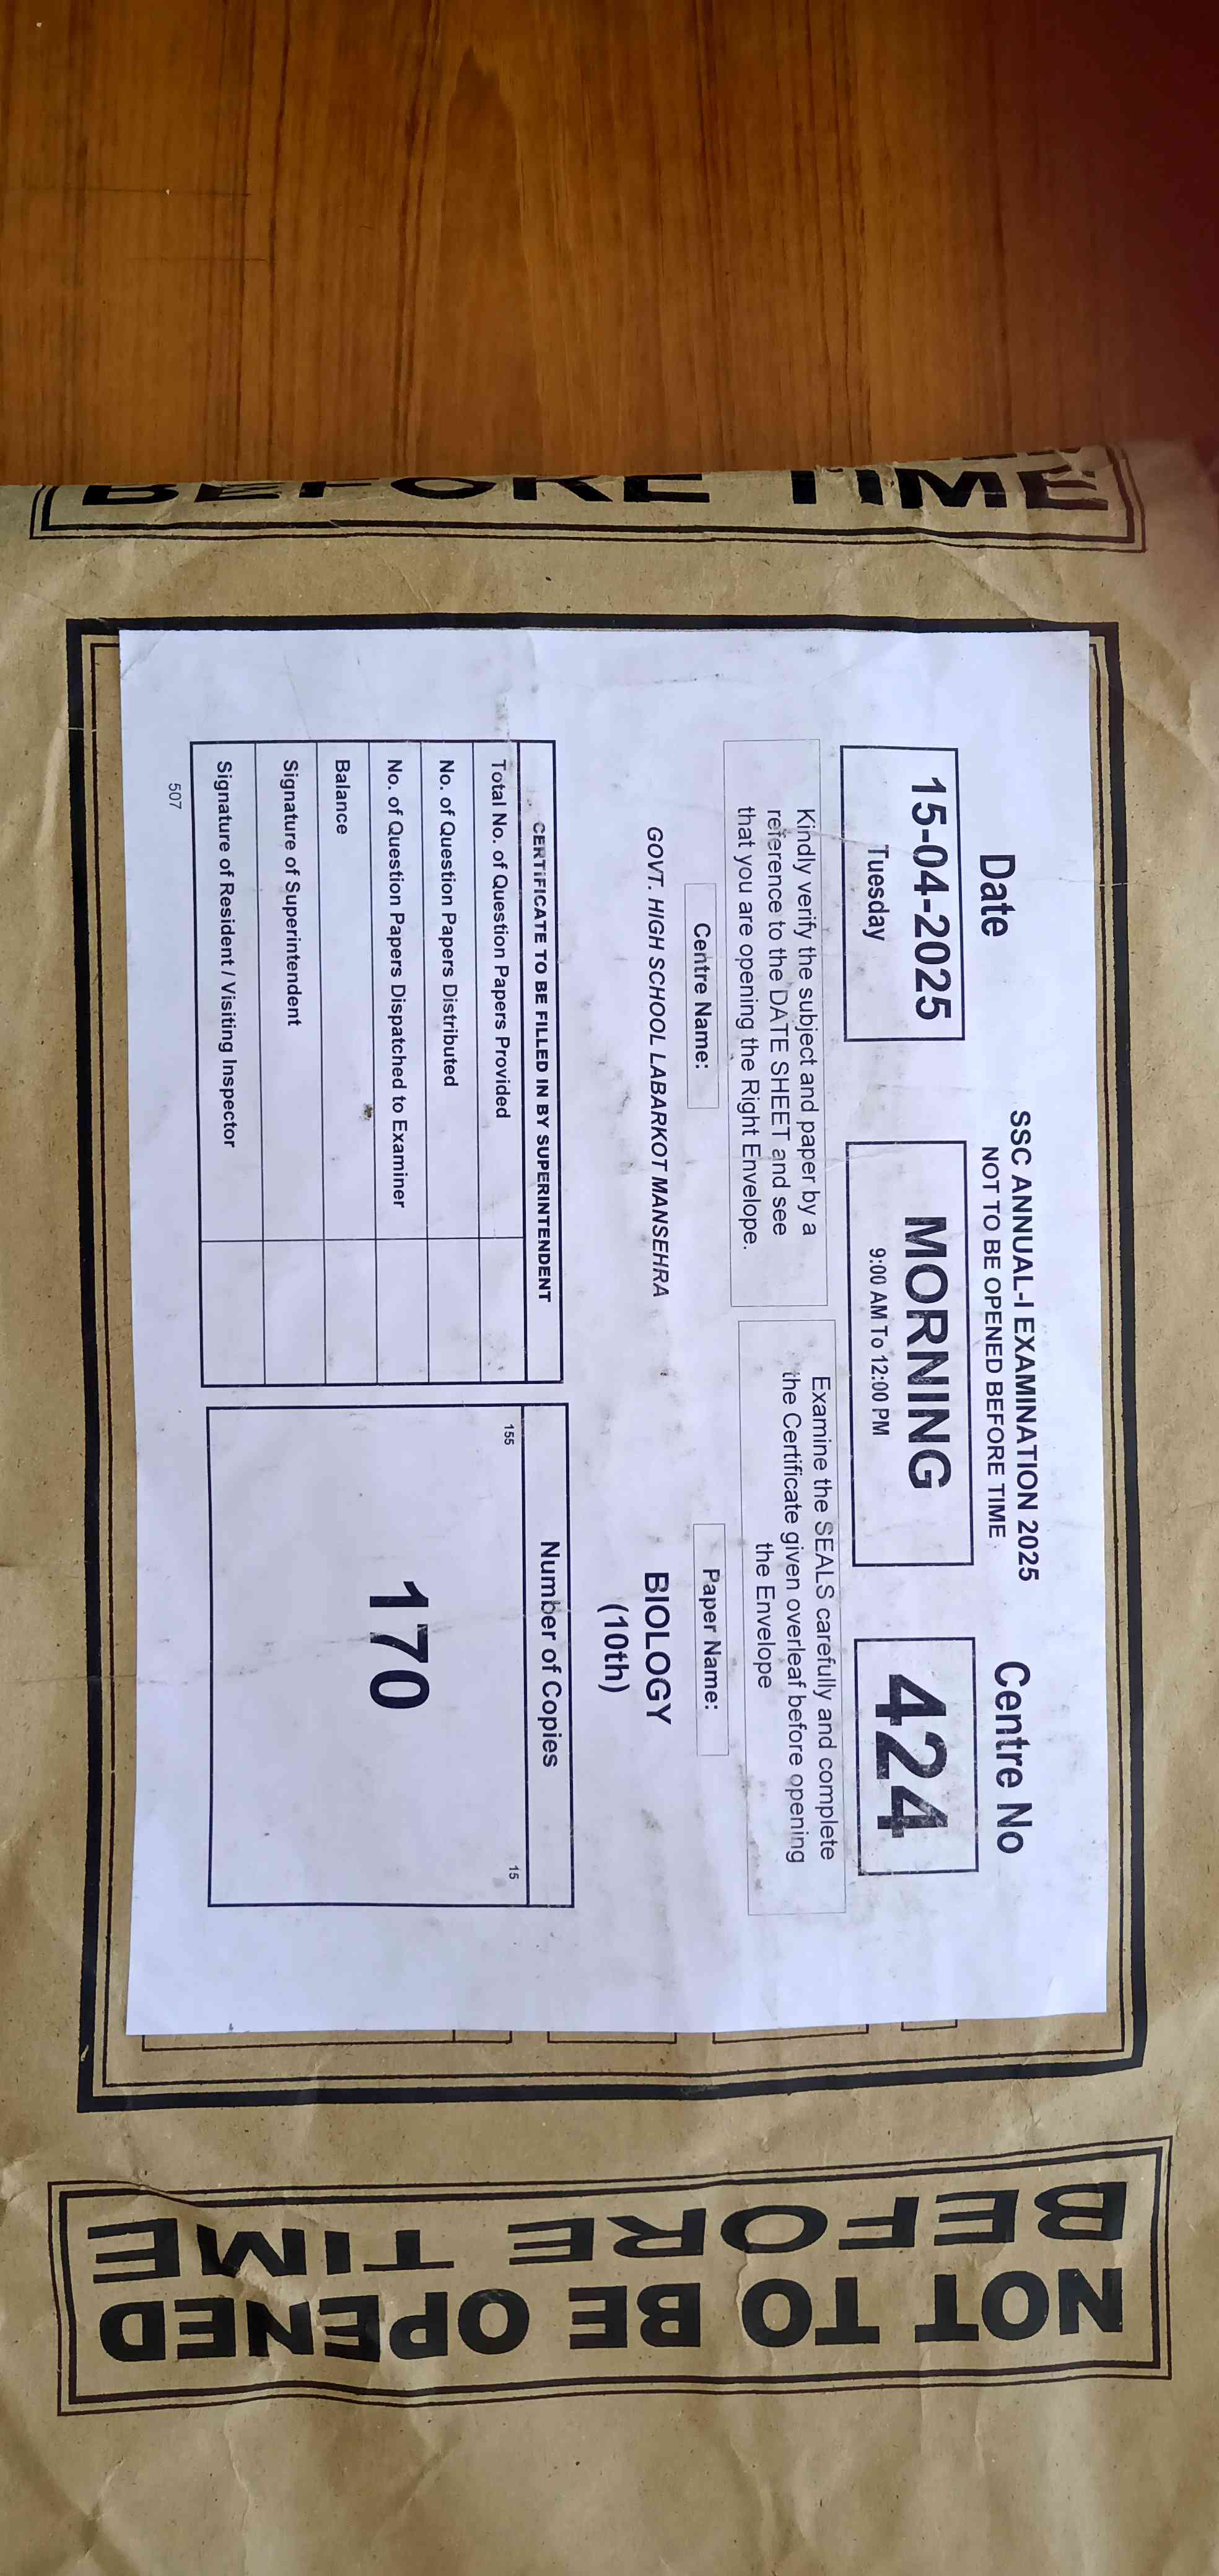 BEFORE TIME
SSC ANNUAL-I EXAMINATION 2025
NOT TO BE OPENED BEFORE TIME
Date
Centre No
15-04-2025
Tuesday
MORNING
9:00 AM To 12:00 PM
424
Kindly verify the subject and paper by a
reference to the DATE SHEET and see
that you are opening the Right Envelope.
Examine the SEALS carefully and complete
the Certificate given overleaf before opening
the Envelope
Centre Name:
GOVT. HIGH SCHOOL LABARKOT MANSEHRA
Paper Name:
BIOLOGY
(10th)
CERTIFICATE TO BE FILLED IN BY SUPERINTENDENT
Total No. of Question Papers Provided
No. of Question Papers Distributed
No. of Question Papers Dispatched to Examiner
Balance
Signature of Superintendent
Signature of Resident / Visiting Inspector
Number of Copies
155
15
170
507
NOT TO BE OPENED
BEFORE TIME